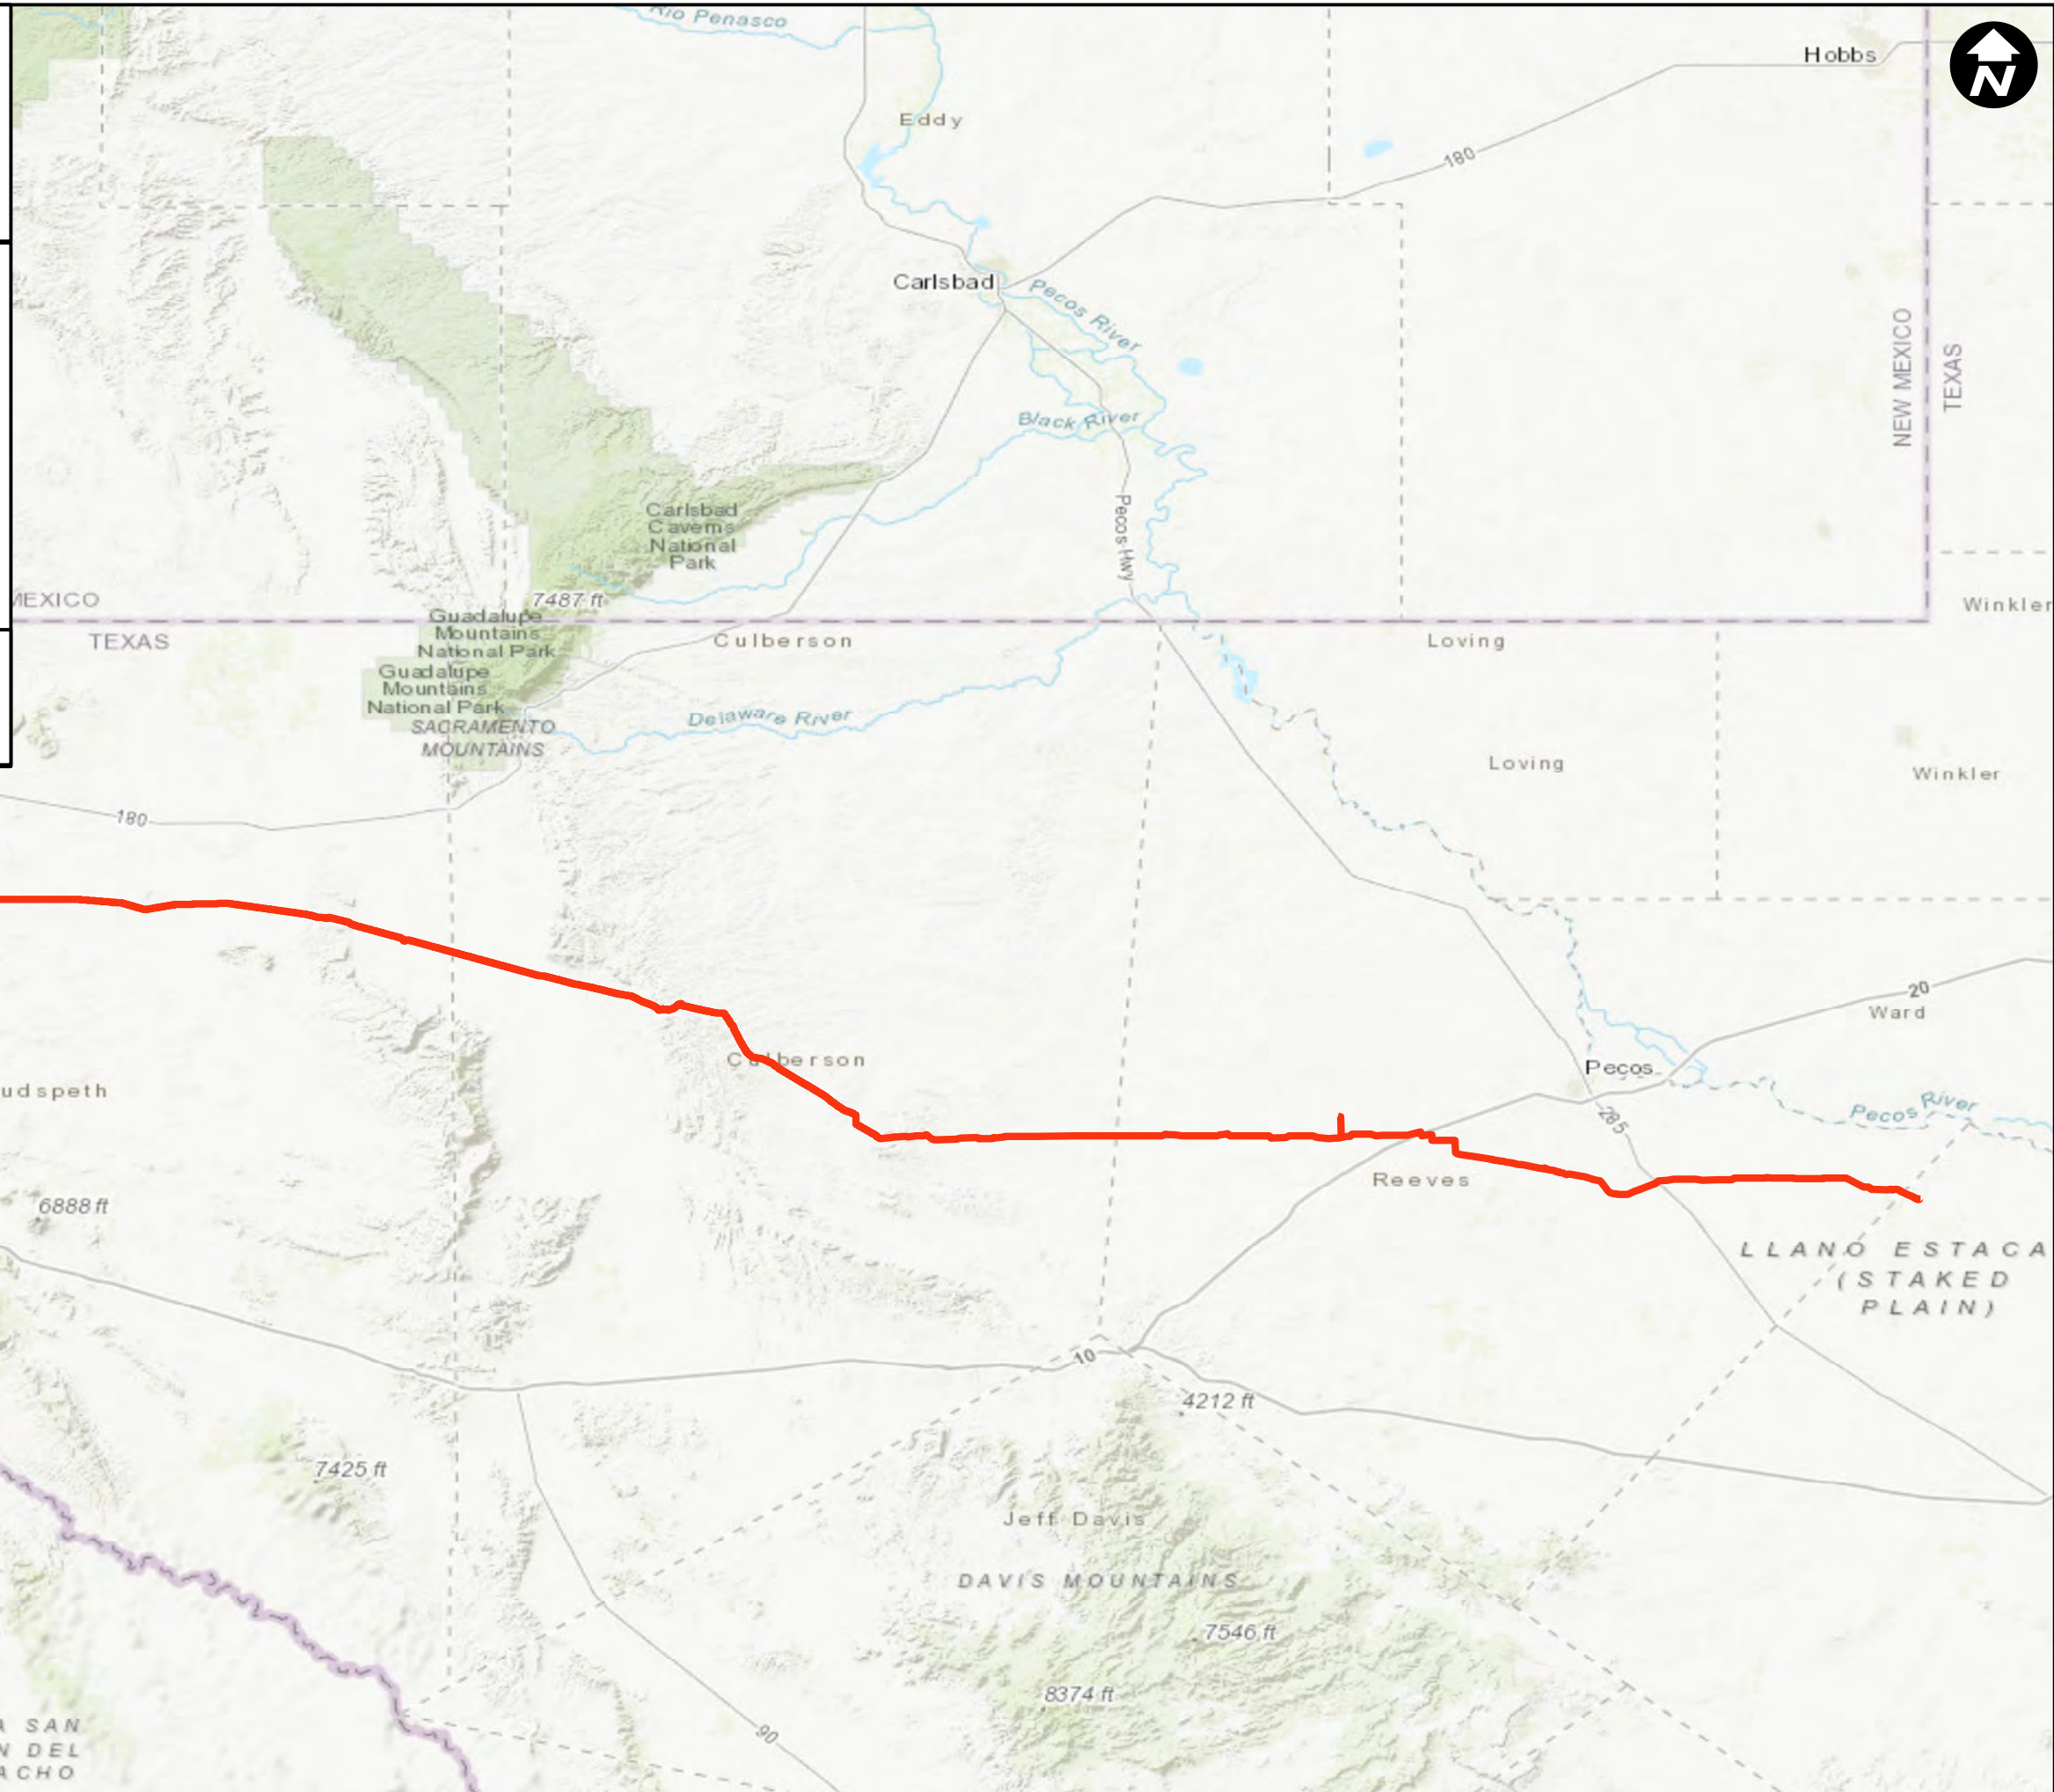 Rio Penasco
Hobbs
N
Eddy
180
Carlsbad
Pecos River
NEW MEXICO
TEXAS
Black River
Carlsbad
Caverns
National
Park
Pecos Hwy
7487 ft
MEXICO
TEXAS
Guadalupe
Mountains
National Park
Guadalupe
Mountains
National Park
SACRAMENTO
MOUNTAINS
Culberson
Loving
Winkler
Delaware River
Loving
Winkler
180
20
Ward
Culberson
Pecos
udspeth
285
Pecos River
Reeves
6888 ft
LLANO ESTACA
(STAKED
PLAIN)
10
4212 ft
7425 ft
Jeff Davis
DAVIS MOUNTAINS
7546 ft
8374 ft
90
A SAN
N DEL
ACHO